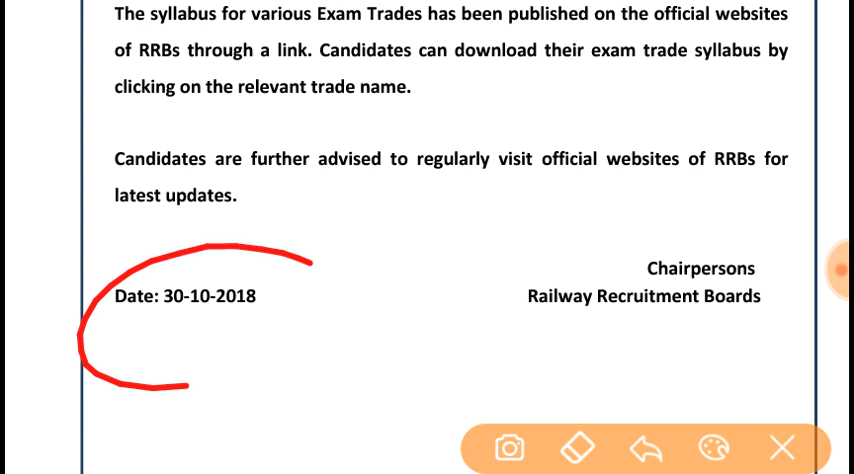 The syllabus for various Exam Trades has been published on the official websites
of RRBs through a link. Candidates can download their exam trade syllabus by
clicking on the relevant trade name.
Candidates are further advised to regularly visit official websites of RRBs for
latest updates.
Chairpersons
Date: 30-10-2018 Railway Recruitment Boards